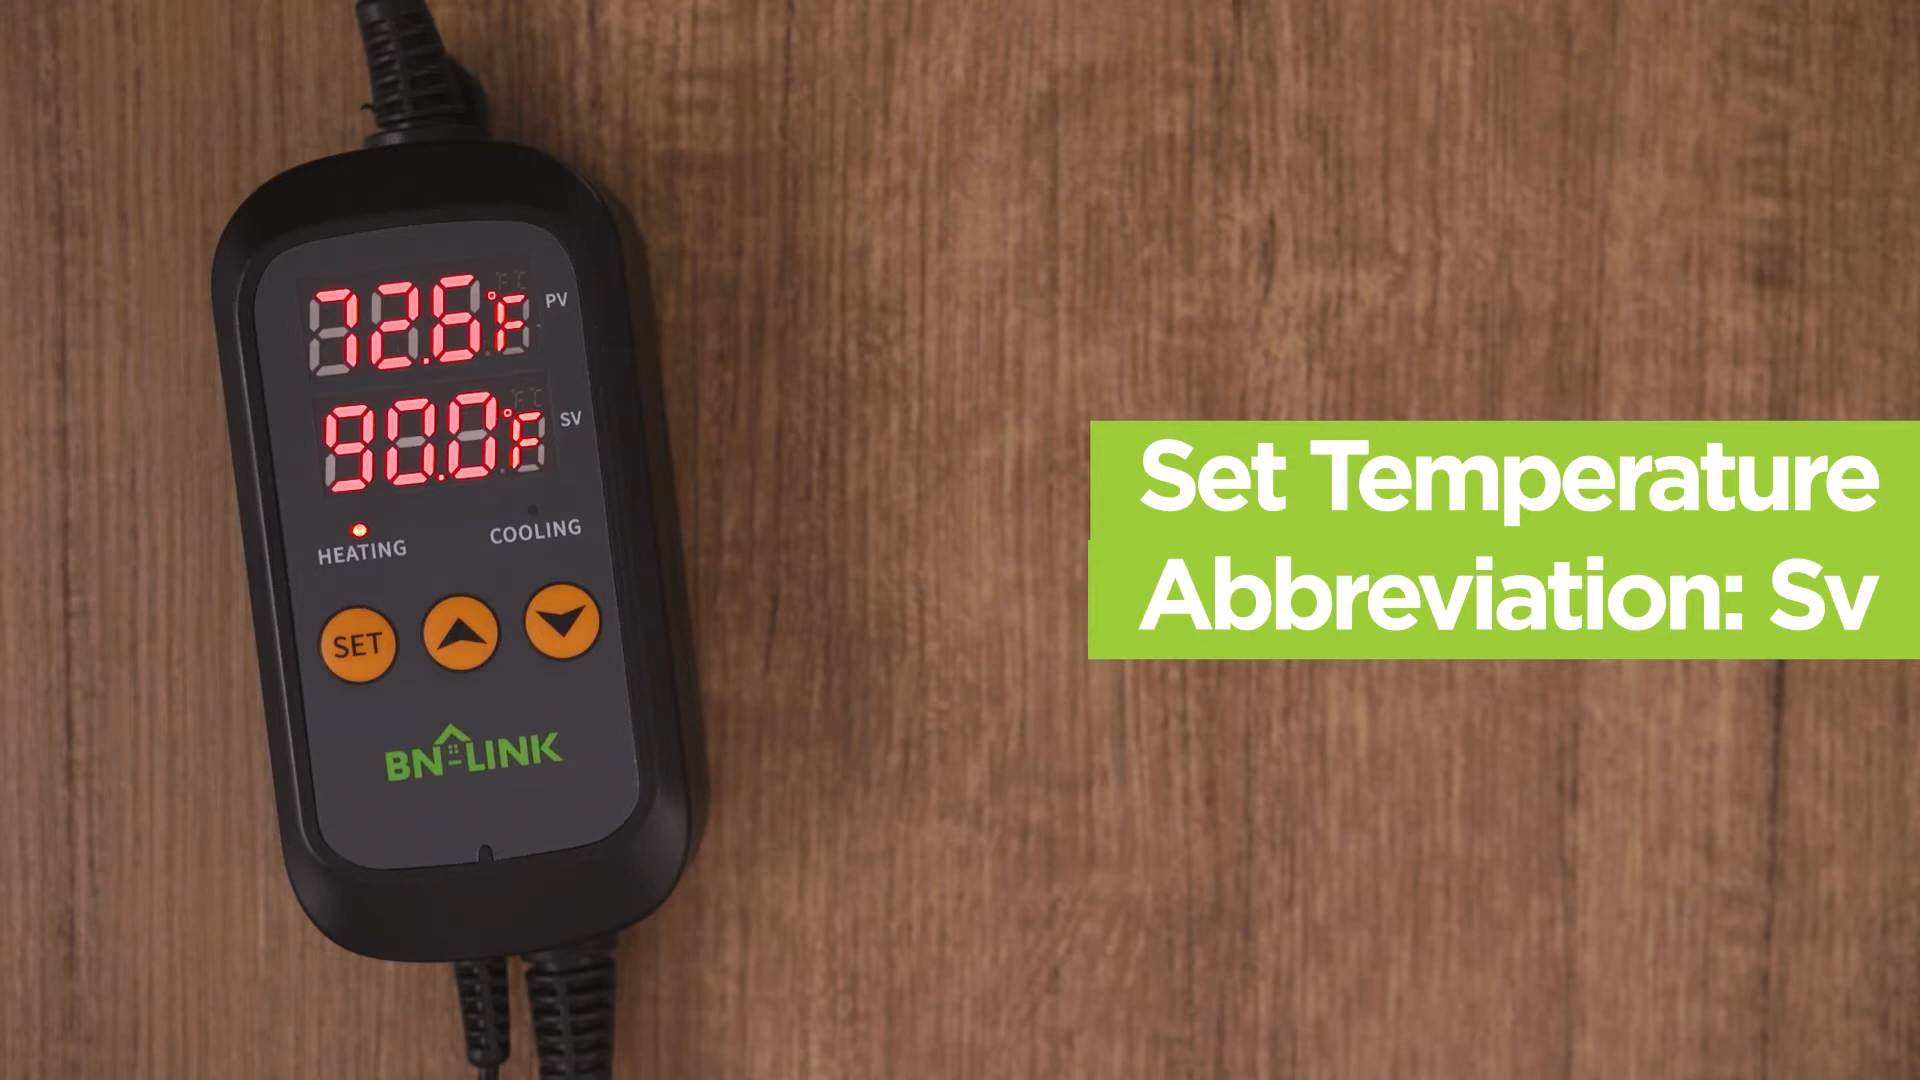 72.6°F PV
90.0°F SV
HEATING COOLING
SET
BN-LINK
Set Temperature
Abbreviation: Sv